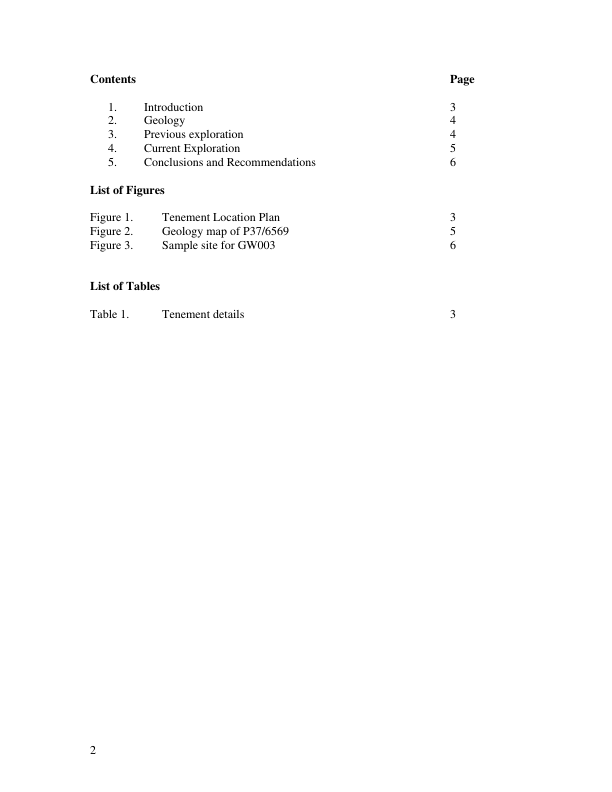 Contents Page
1. Introduction 3
2. Geology 4
3. Previous exploration 4
4. Current Exploration 5
5. Conclusions and Recommendations 6
List of Figures
Figure 1. Tenement Location Plan 3
Figure 2. Geology map of P37/6569 5
Figure 3. Sample site for GW003 6
List of Tables
Table 1. Tenement details 3
2